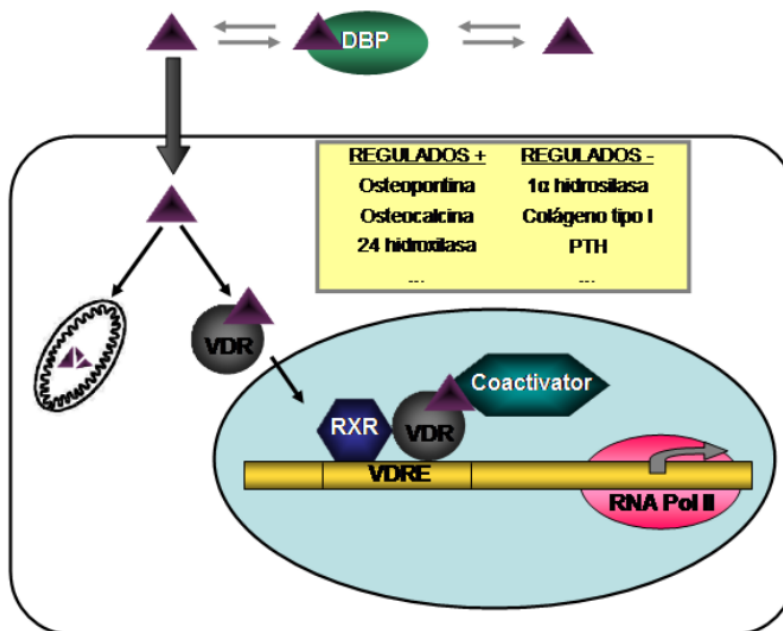 DBP
REGULADOS +
Osteopontina
Osteocalcina
24 hidroxilasa
...
REGULADOS -
1α hidrosilasa
Colágeno tipo I
PTH
...
VDR
Coactivator
RXR
VDR
VDRE
RNA Pol II